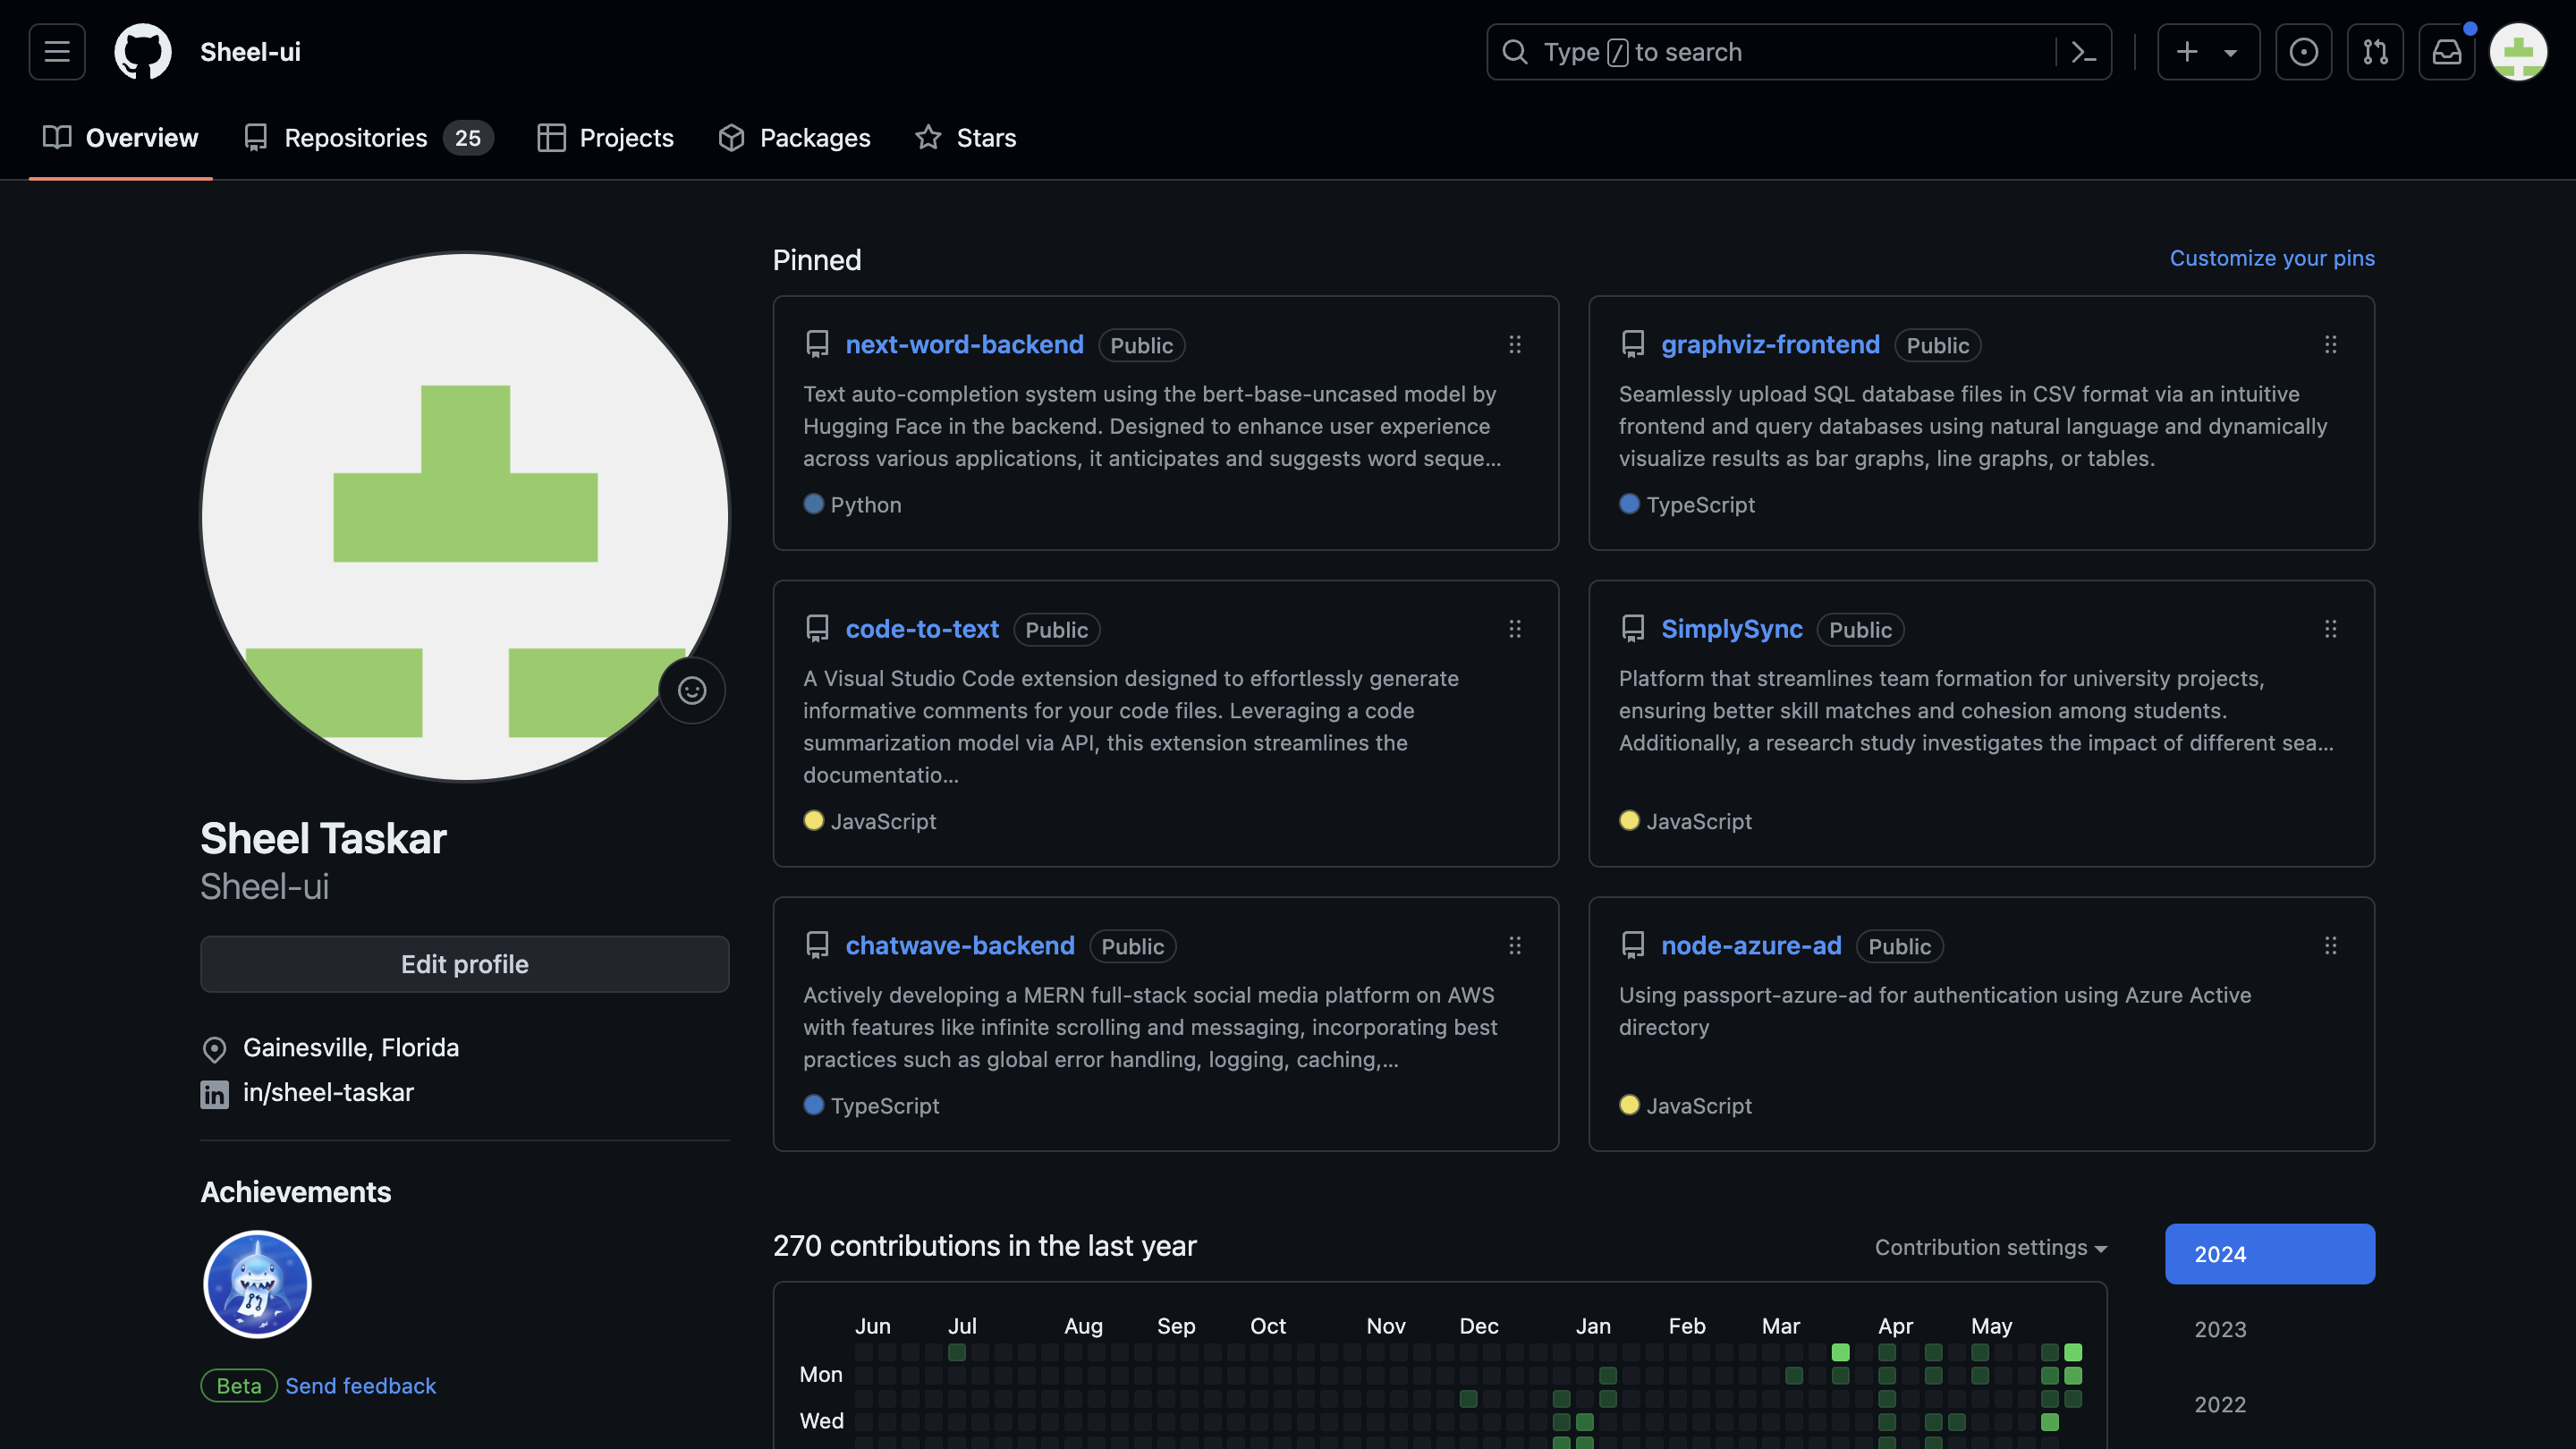 Sheel-ui
Type / to search
Overview
Repositories 25
Projects
Packages
Stars
Sheel Taskar
Sheel-ui
Edit profile
Gainesville, Florida
in/sheel-taskar
Achievements
Beta Send feedback
Pinned
Customize your pins
next-word-backend Public
Text auto-completion system using the bert-base-uncased model by
Hugging Face in the backend. Designed to enhance user experience
across various applications, it anticipates and suggests word seque...
Python
graphviz-frontend Public
Seamlessly upload SQL database files in CSV format via an intuitive
frontend and query databases using natural language and dynamically
visualize results as bar graphs, line graphs, or tables.
TypeScript
code-to-text Public
A Visual Studio Code extension designed to effortlessly generate
informative comments for your code files. Leveraging a code
summarization model via API, this extension streamlines the
documentatio...
JavaScript
SimplySync Public
Platform that streamlines team formation for university projects,
ensuring better skill matches and cohesion among students.
Additionally, a research study investigates the impact of different sea...
JavaScript
chatwave-backend Public
Actively developing a MERN full-stack social media platform on AWS
with features like infinite scrolling and messaging, incorporating best
practices such as global error handling, logging, caching,...
TypeScript
node-azure-ad Public
Using passport-azure-ad for authentication using Azure Active
directory
JavaScript
270 contributions in the last year
Contribution settings
2024
2023
2022
Jun Jul Aug Sep Oct Nov Dec Jan Feb Mar Apr May
Mon
Wed